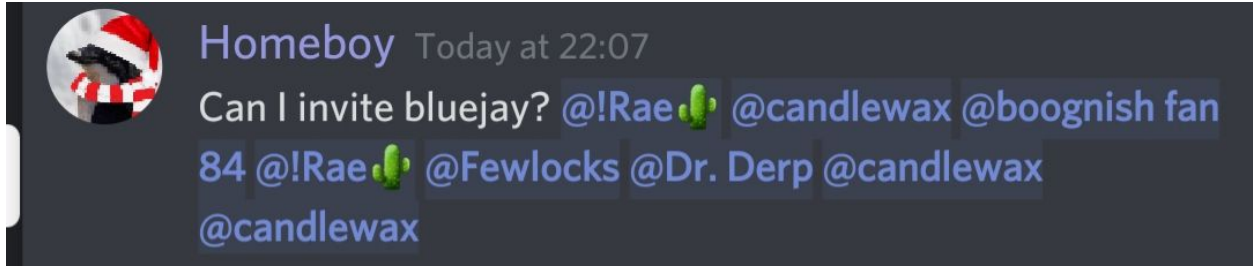 Homeboy Today at 22:07
Can I invite bluejay? @!Rae🌵 @candlewax @boognish fan
84 @!Rae🌵 @Fewlocks @Dr. Derp @candlewax
@candlewax